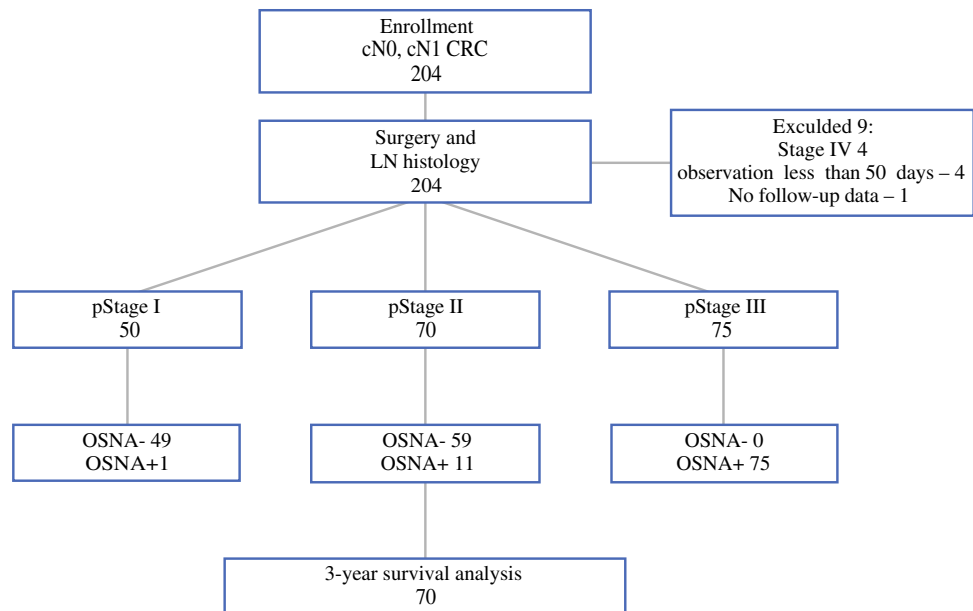 Enrollment
cN0, cN1 CRC
204
Surgery and
LN histology
204
Exculded 9:
Stage IV 4
observation less than 50 days – 4
No follow-up data – 1
pStage I
50
pStage II
70
pStage III
75
OSNA- 49
OSNA+1
OSNA- 59
OSNA+ 11
OSNA- 0
OSNA+ 75
3-year survival analysis
70